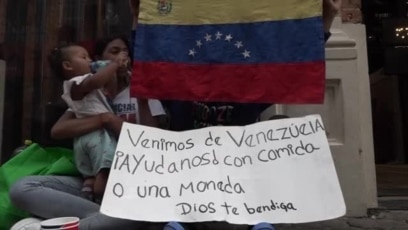 Venimos de VENEZUELA
¡AYUdANOS! CON comida
O UNA MONEdA
Dios te bendiga